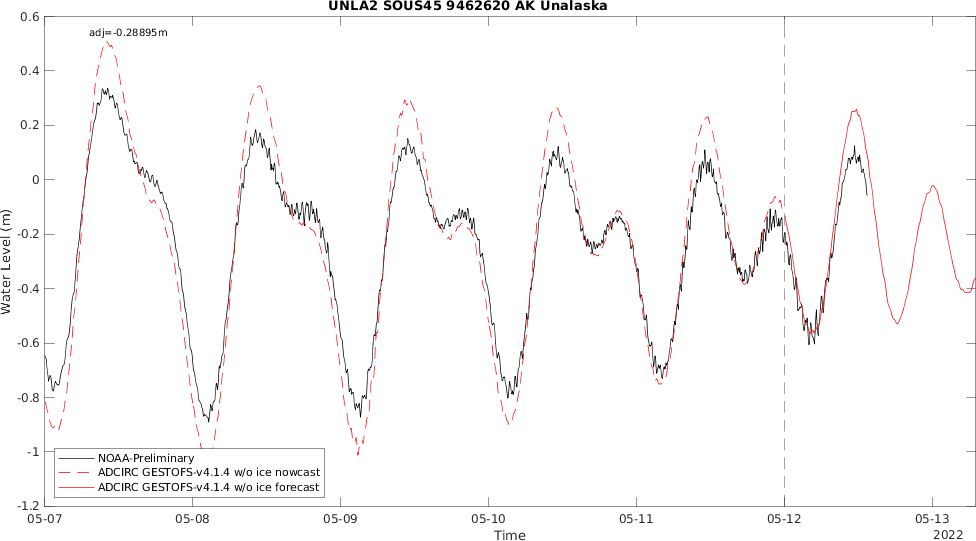 UNLA2 SOUS45 9462620 AK Unalaska
adj=-0.28895m
0.6
0.4
0.2
0
-0.2
-0.4
-0.6
-0.8
-1
-1.2
Water Level (m)
NOAA-Preliminary
ADCIRC GESTOFS-v4.1.4 w/o ice nowcast
ADCIRC GESTOFS-v4.1.4 w/o ice forecast
05-07 05-08 05-09 05-10 05-11 05-12 05-13
Time
2022